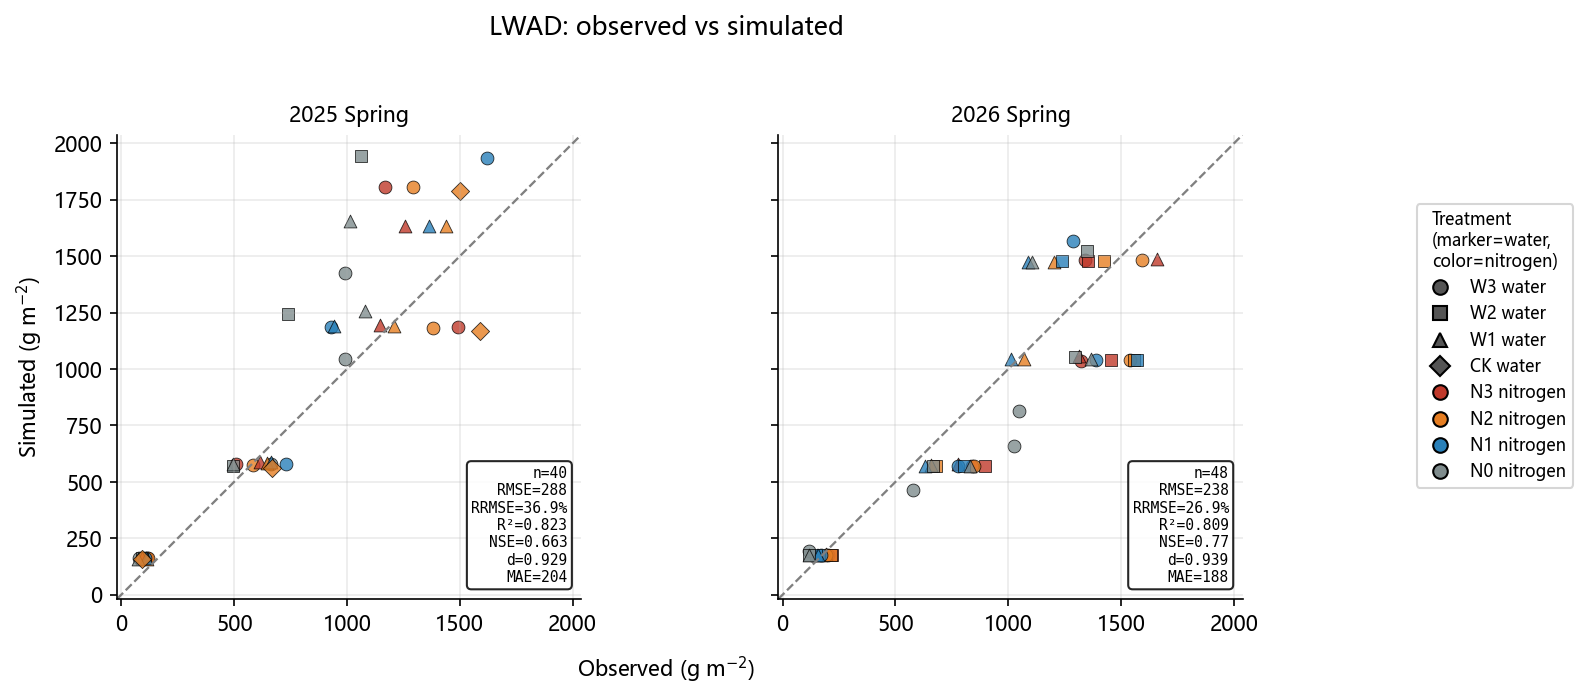 LWAD: observed vs simulated
2025 Spring
2026 Spring
Simulated (g m⁻²)
2000
1750
1500
1250
1000
750
500
250
0
n=40
RMSE=288
RRMSE=36.9%
R²=0.823
NSE=0.663
d=0.929
MAE=204
0 500 1000 1500 2000
n=48
RMSE=238
RRMSE=26.9%
R²=0.809
NSE=0.77
d=0.939
MAE=188
0 500 1000 1500 2000
Observed (g m⁻²)
Treatment
(marker=water,
color=nitrogen)
W3 water
W2 water
W1 water
CK water
N3 nitrogen
N2 nitrogen
N1 nitrogen
N0 nitrogen